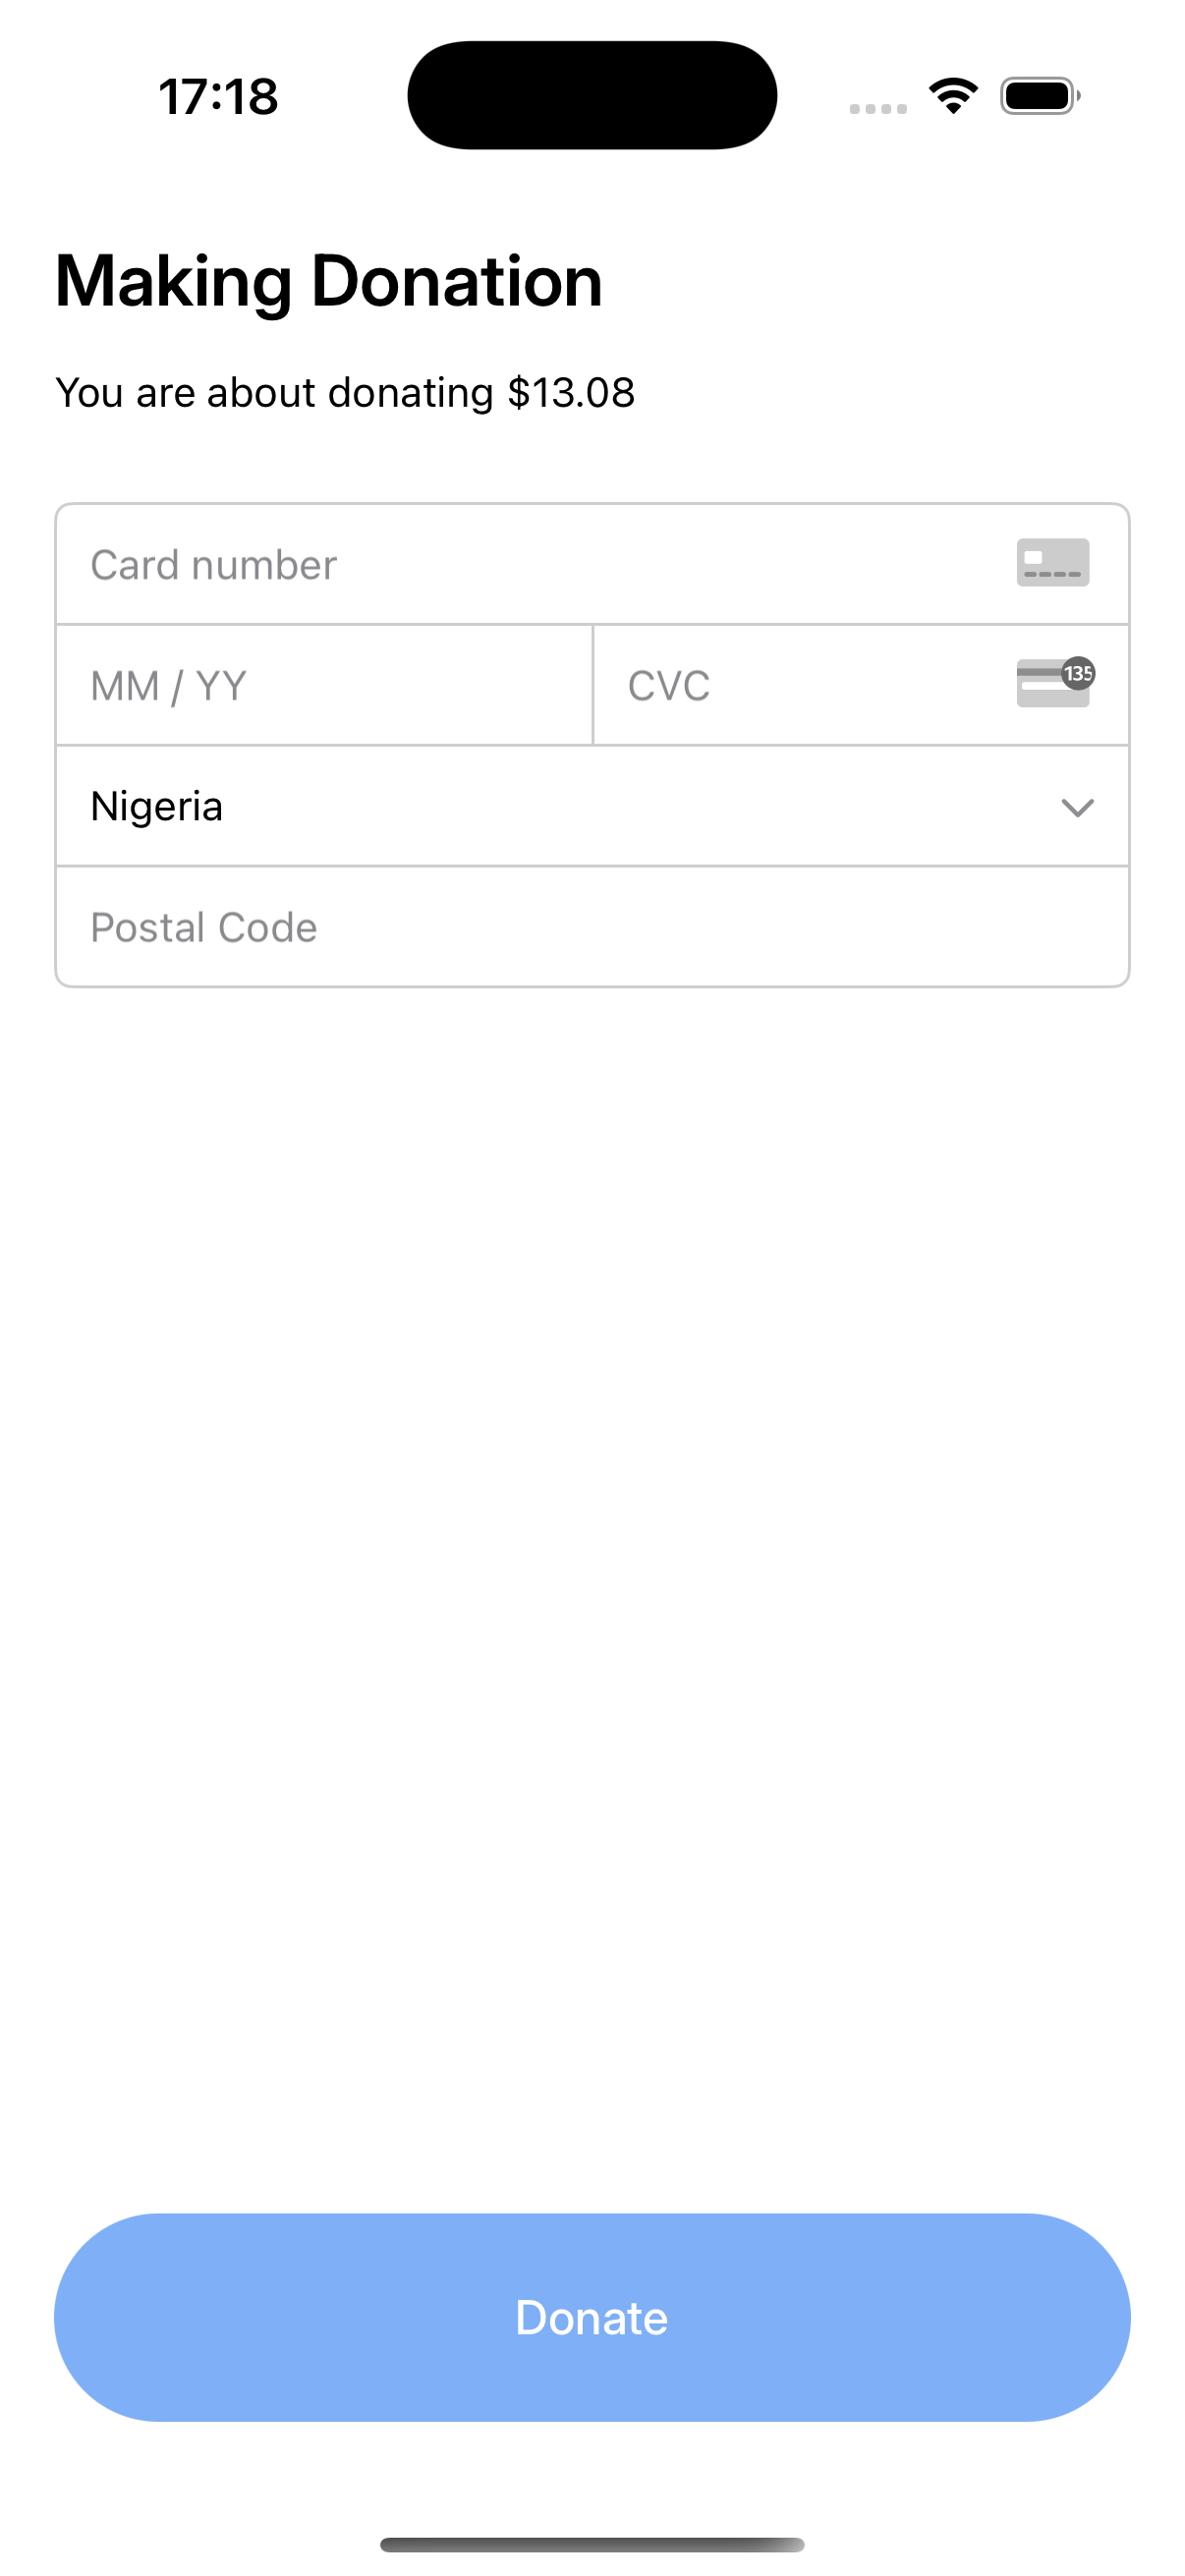 17:18
Making Donation
You are about donating $13.08
Card number
MM / YY
CVC
135
Nigeria
Postal Code
Donate